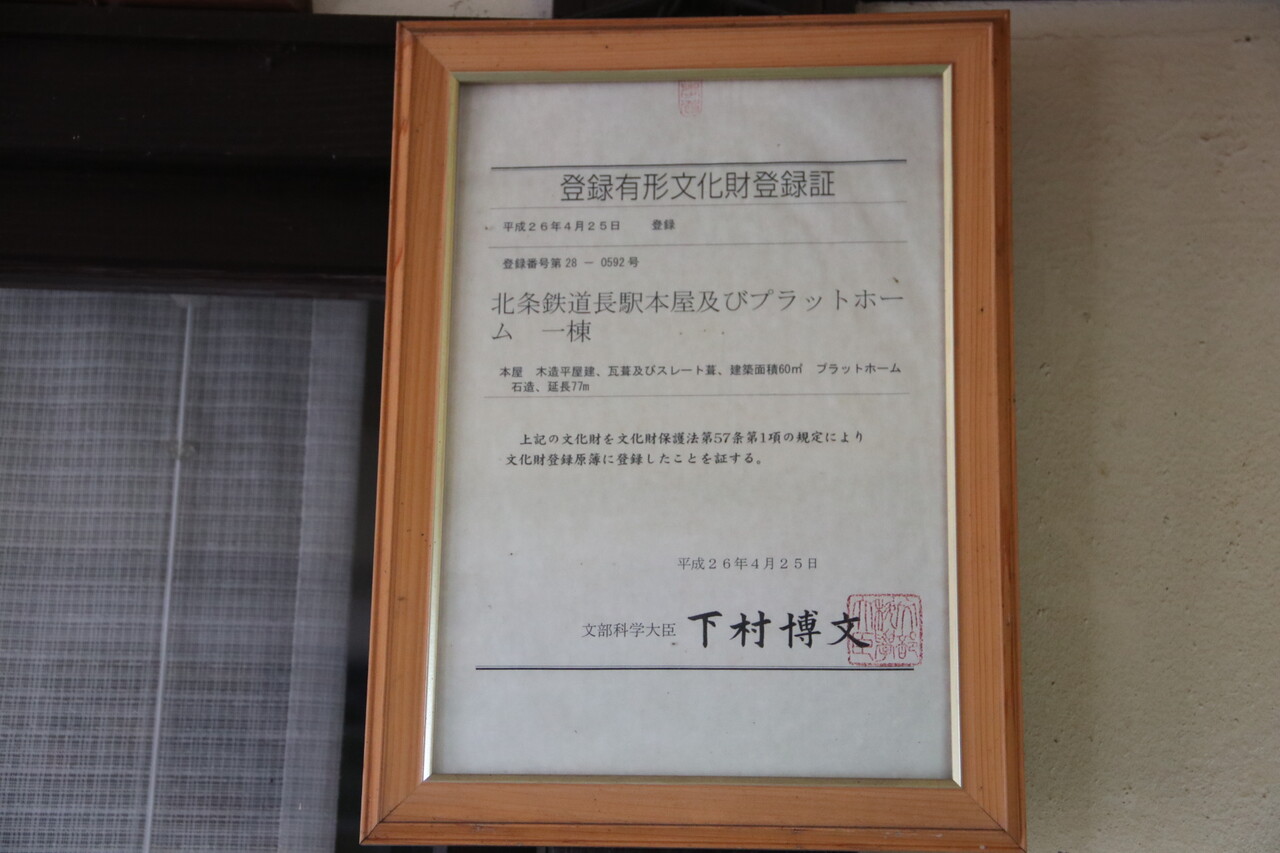 登録有形文化財登録証
平成26年4月25日　登録
登録番号第28－0592号
北条鉄道長駅本屋及びプラットホー
ム　一棟
本屋　木造平屋建、瓦葺及びスレート葺、建築面積60㎡　プラットホーム
石造、延長77m
上記の文化財を文化財保護法第57条第1項の規定により
文化財登録原簿に登録したことを証する。
平成26年4月25日
文部科学大臣 下村博文